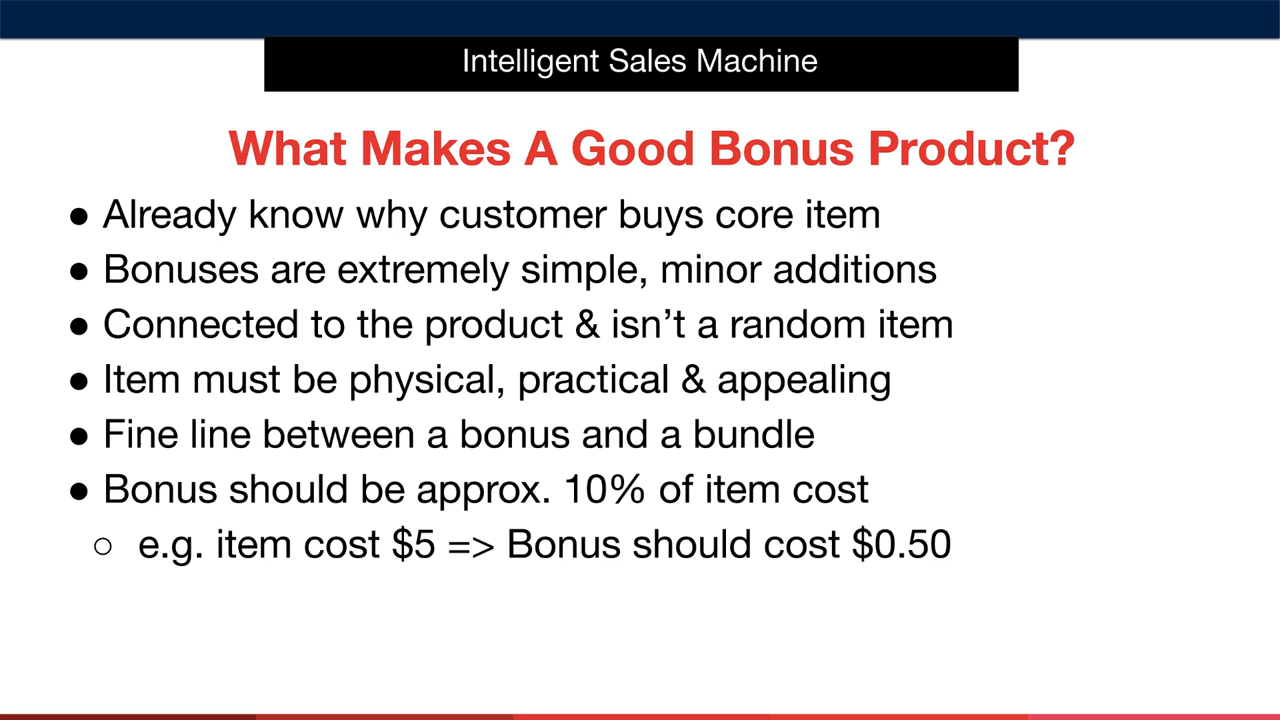 Intelligent Sales Machine
What Makes A Good Bonus Product?
● Already know why customer buys core item
● Bonuses are extremely simple, minor additions
● Connected to the product & isn’t a random item
● Item must be physical, practical & appealing
● Fine line between a bonus and a bundle
● Bonus should be approx. 10% of item cost
○ e.g. item cost $5 => Bonus should cost $0.50